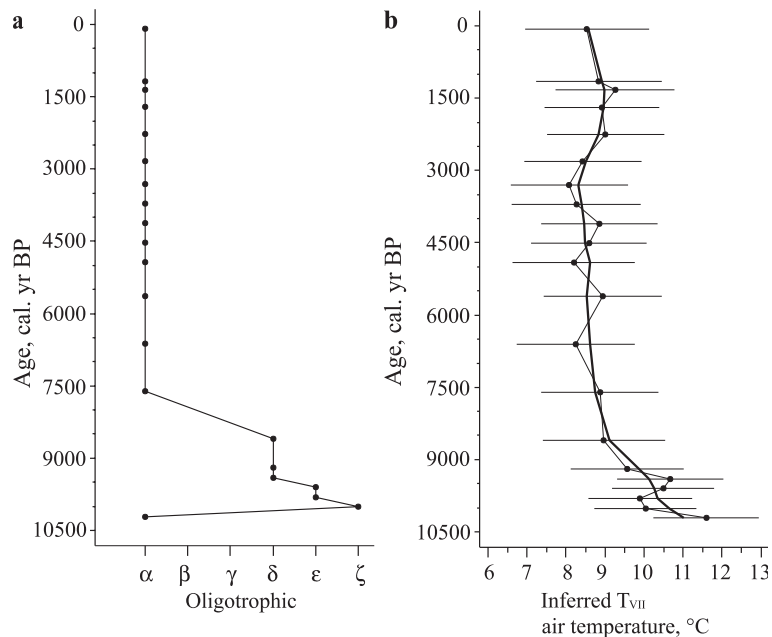 a
0
1500
3000
4500
6000
7500
9000
10500
Age, cal. yr BP
α β γ δ ε ζ
Oligotrophic
b
0
1500
3000
4500
6000
7500
9000
10500
Age, cal. yr BP
6 7 8 9 10 11 12 13
Inferred TVII
air temperature, °C